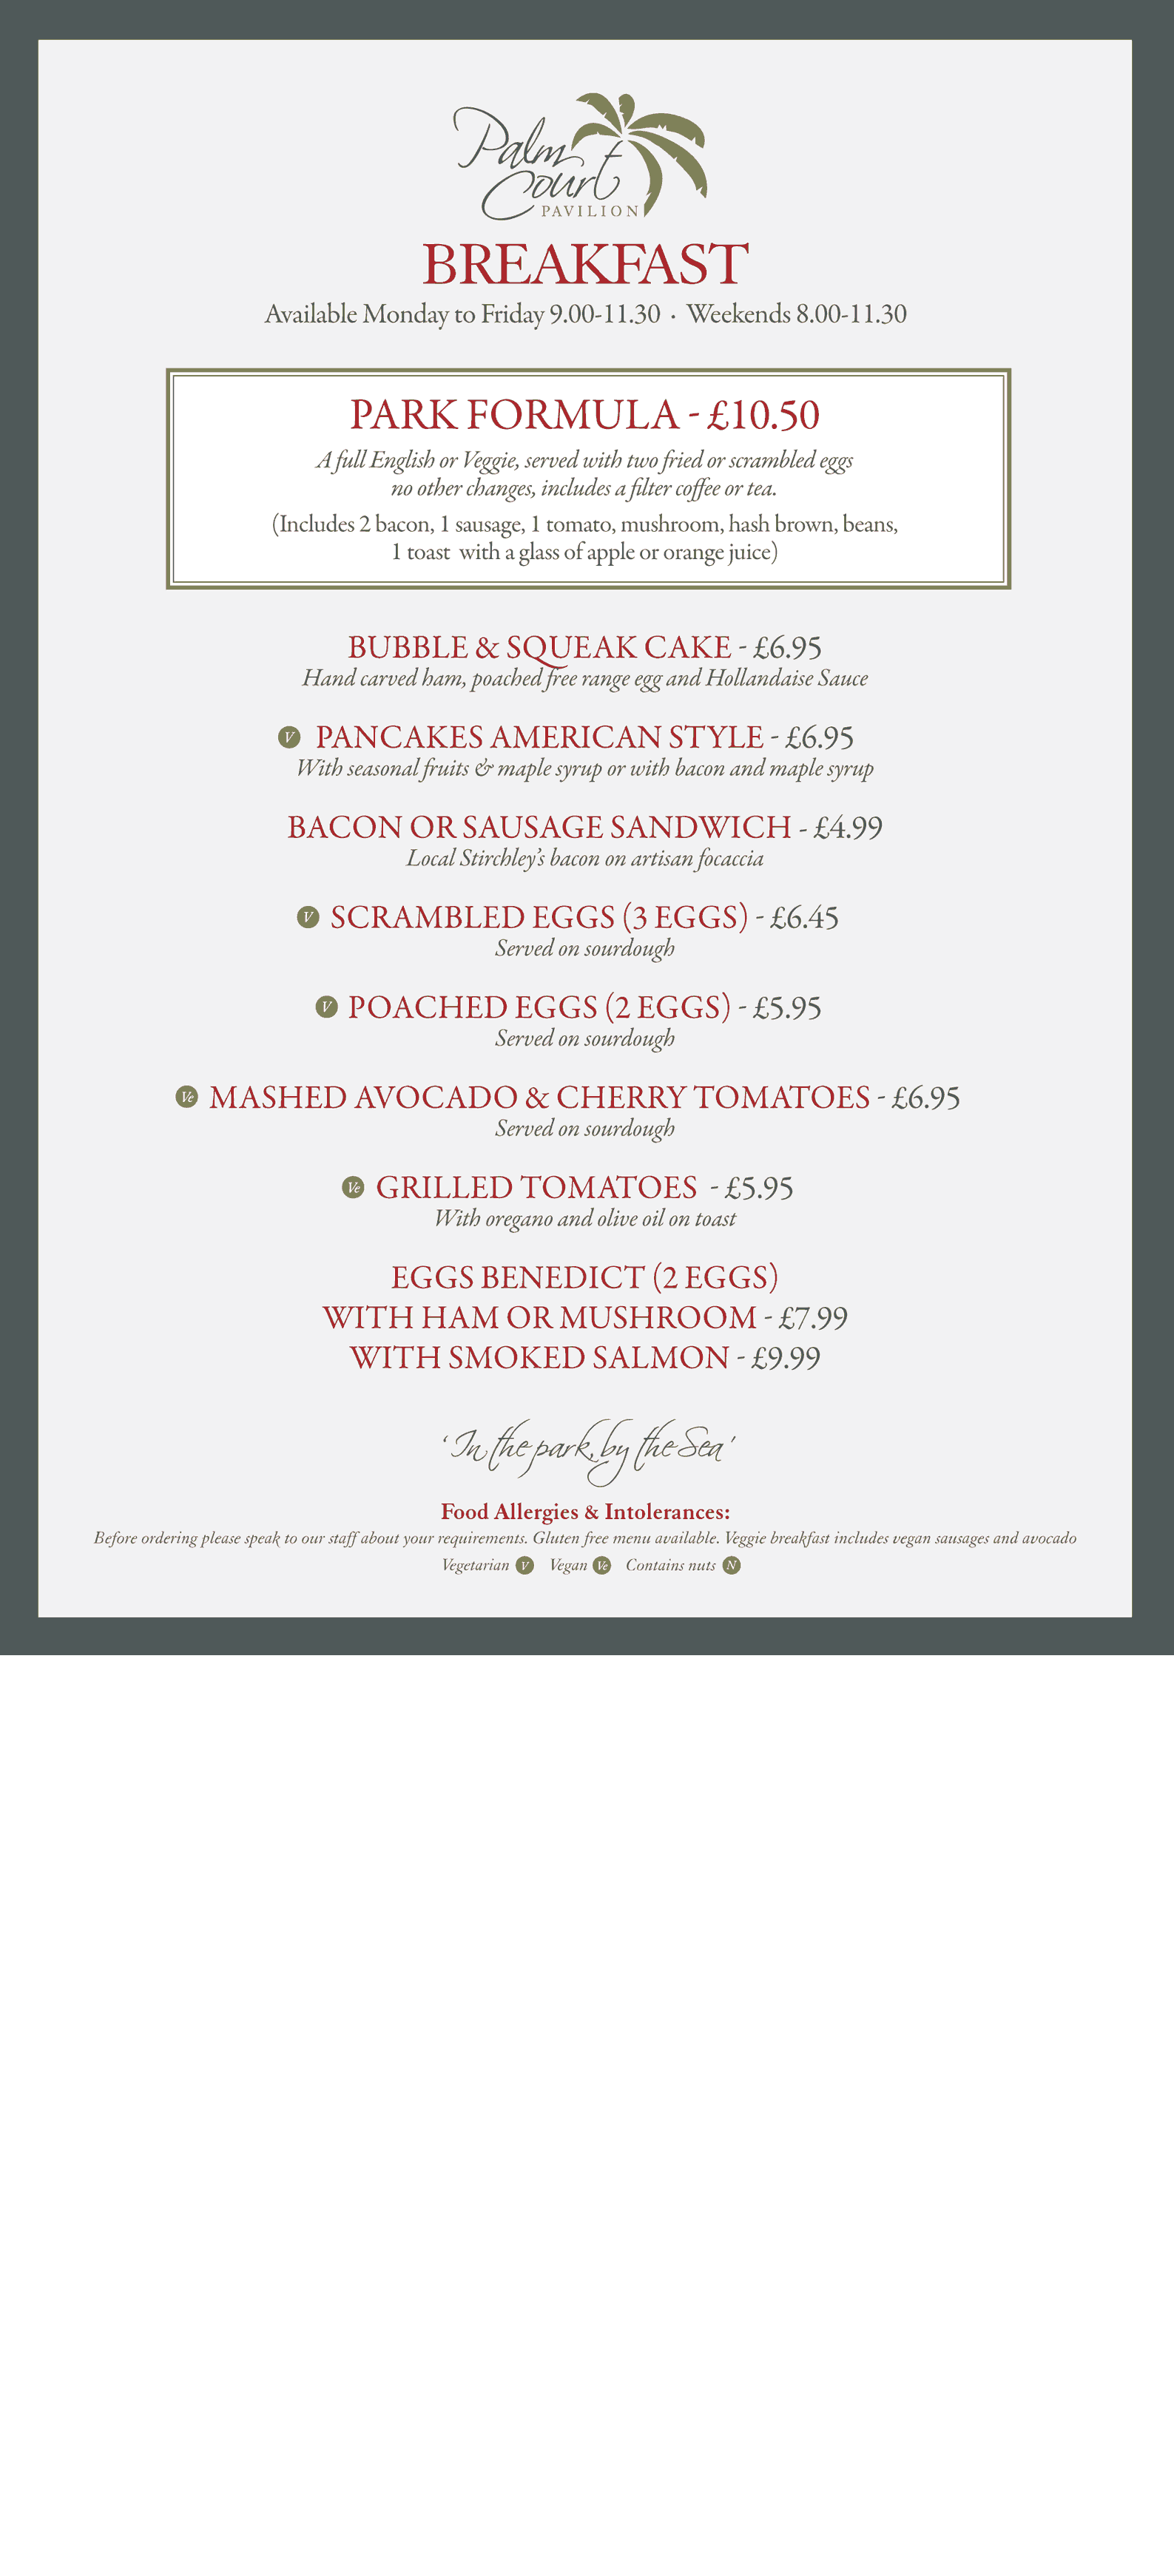 Palm
Court
PAVILION
BREAKFAST
Available Monday to Friday 9.00-11.30 · Weekends 8.00-11.30
PARK FORMULA - £10.50
A full English or Veggie, served with two fried or scrambled eggs
no other changes, includes a filter coffee or tea.
(Includes 2 bacon, 1 sausage, 1 tomato, mushroom, hash brown, beans,
1 toast with a glass of apple or orange juice)
BUBBLE & SQUEAK CAKE - £6.95
Hand carved ham, poached free range egg and Hollandaise Sauce
V PANCAKES AMERICAN STYLE - £6.95
With seasonal fruits & maple syrup or with bacon and maple syrup
BACON OR SAUSAGE SANDWICH - £4.99
Local Stirchley's bacon on artisan focaccia
V SCRAMBLED EGGS (3 EGGS) - £6.45
Served on sourdough
V POACHED EGGS (2 EGGS) - £5.95
Served on sourdough
Ve MASHED AVOCADO & CHERRY TOMATOES - £6.95
Served on sourdough
Ve GRILLED TOMATOES - £5.95
With oregano and olive oil on toast
EGGS BENEDICT (2 EGGS)
WITH HAM OR MUSHROOM - £7.99
WITH SMOKED SALMON - £9.99
'In the park, by the Sea'
Food Allergies & Intolerances:
Before ordering please speak to our staff about your requirements. Gluten free menu available. Veggie breakfast includes vegan sausages and avocado
Vegetarian V Vegan Ve Contains nuts N